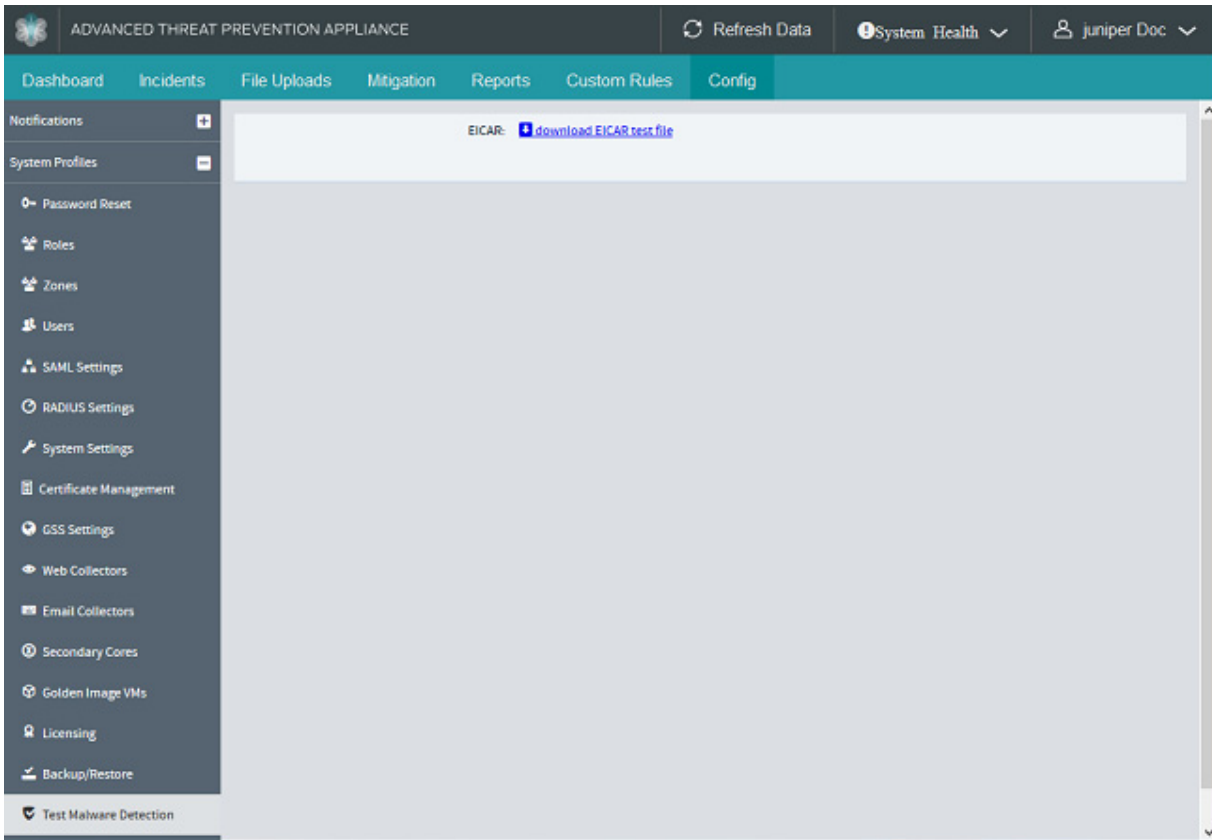 ADVANCED THREAT PREVENTION APPLIANCE Refresh Data System Health juniper Doc
Dashboard Incidents File Uploads Mitigation Reports Custom Rules Config
Notifications
EICAR: download EICAR test file
System Profiles
Password Reset
Roles
Zones
Users
SAML Settings
RADIUS Settings
System Settings
Certificate Management
GSS Settings
Web Collectors
Email Collectors
Secondary Cores
Golden Image VMs
Licensing
Backup/Restore
Test Malware Detection